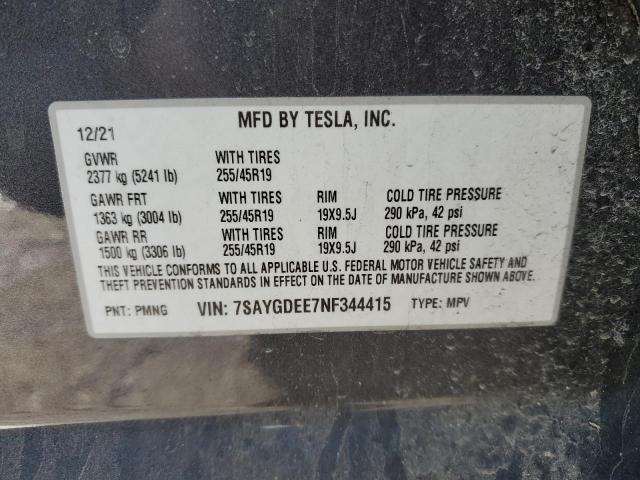 MFD BY TESLA, INC.
12/21
GVWR WITH TIRES
2377 kg (5241 lb) 255/45R19
GAWR FRT WITH TIRES RIM COLD TIRE PRESSURE
1363 kg (3004 lb) 255/45R19 19X9.5J 290 kPa, 42 psi
GAWR RR WITH TIRES RIM COLD TIRE PRESSURE
1500 kg (3306 lb) 255/45R19 19X9.5J 290 kPa, 42 psi
THIS VEHICLE CONFORMS TO ALL APPLICABLE U.S. FEDERAL MOTOR VEHICLE SAFETY AND
THEFT PREVENTION STANDARDS IN EFFECT ON THE DATE OF MANUFACTURE SHOWN ABOVE.
PNT: PMNG VIN: 7SAYGDEE7NF344415 TYPE: MPV